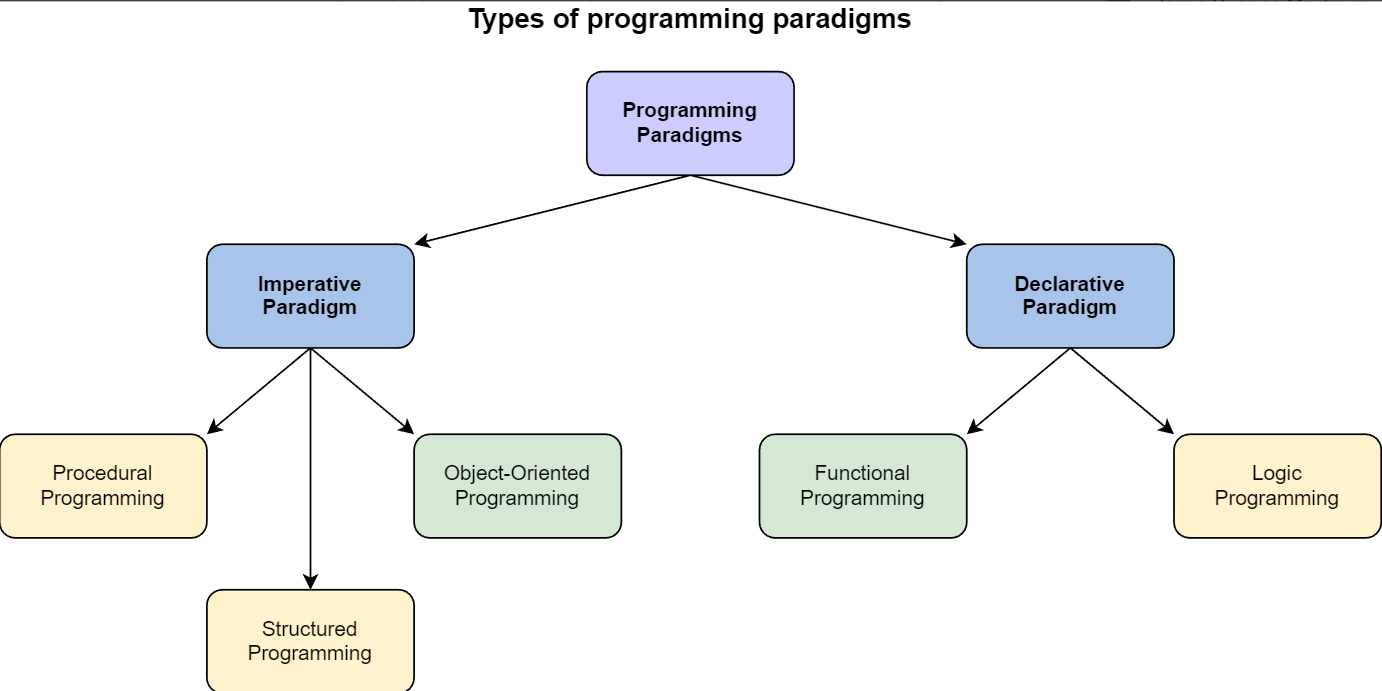 Types of programming paradigms
Programming
Paradigms
Imperative
Paradigm
Declarative
Paradigm
Procedural
Programming
Object-Oriented
Programming
Functional
Programming
Logic
Programming
Structured
Programming